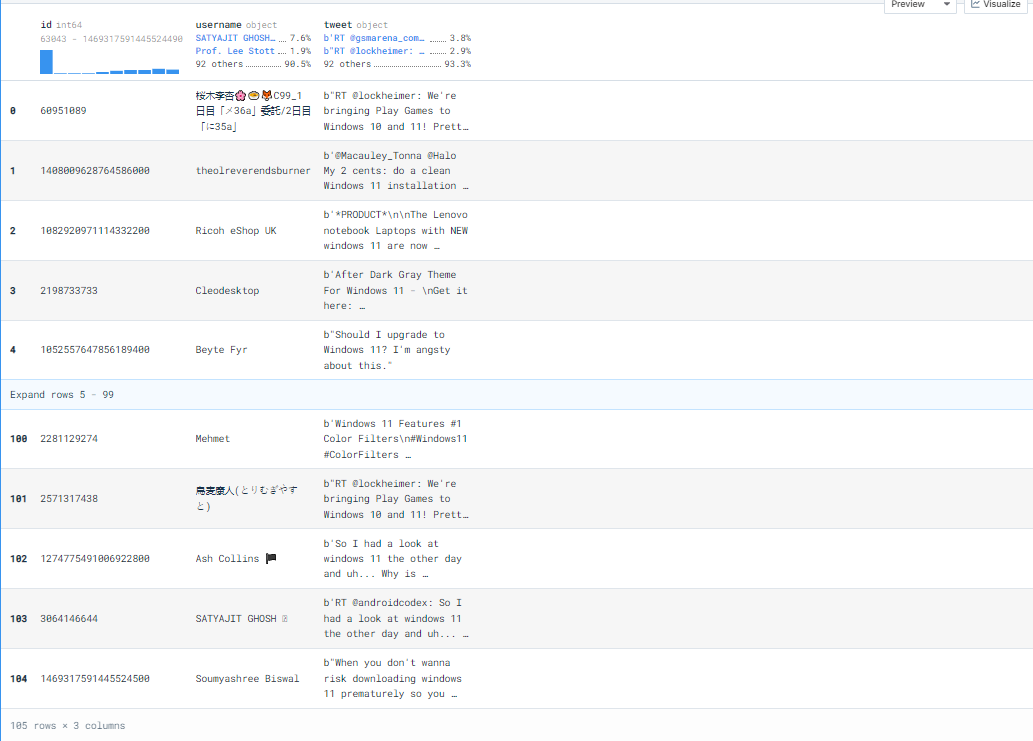 Preview
Visualize
id int64
63043 - 1469317591445524490
username object
SATYAJIT GHOSH… 7.6%
Prof. Lee Stott 1.9%
92 others 90.5%
tweet object
b'RT @gsmarena_com… 3.8%
b"RT @lockheimer: … 2.9%
92 others 93.3%
0
60951089
桜木李杏🌸🍮🦊C99_1
日目「メ36a」委託/2日目
「に35a」
b"RT @lockheimer: We're
bringing Play Games to
Windows 10 and 11! Prett…
1
1408009628764586000
theolreverendsburner
b'@Macauley_Tonna @Halo
My 2 cents: do a clean
Windows 11 installation …
2
1082920971114332200
Ricoh eShop UK
b'*PRODUCT*\n\nThe Lenovo
notebook Laptops with NEW
windows 11 are now …
3
2198733733
Cleodesktop
b'After Dark Gray Theme
For Windows 11 - \nGet it
here: …
4
1052557647856189400
Beyte Fyr
b"Should I upgrade to
Windows 11? I'm angsty
about this."
Expand rows 5 - 99
100
2281129274
Mehmet
b'Windows 11 Features #1
Color Filters\n#Windows11
#ColorFilters …
101
2571317438
鳥麦康人(とりむぎやす
と)
b"RT @lockheimer: We're
bringing Play Games to
Windows 10 and 11! Prett…
102
1274775491006922800
Ash Collins 🏴
b'So I had a look at
windows 11 the other day
and uh... Why is …
103
3064146644
SATYAJIT GHOSH
b'RT @androidcodex: So I
had a look at windows 11
the other day and uh... …
104
1469317591445524500
Soumyashree Biswal
b"When you don't wanna
risk downloading windows
11 prematurely so you …
105 rows × 3 columns